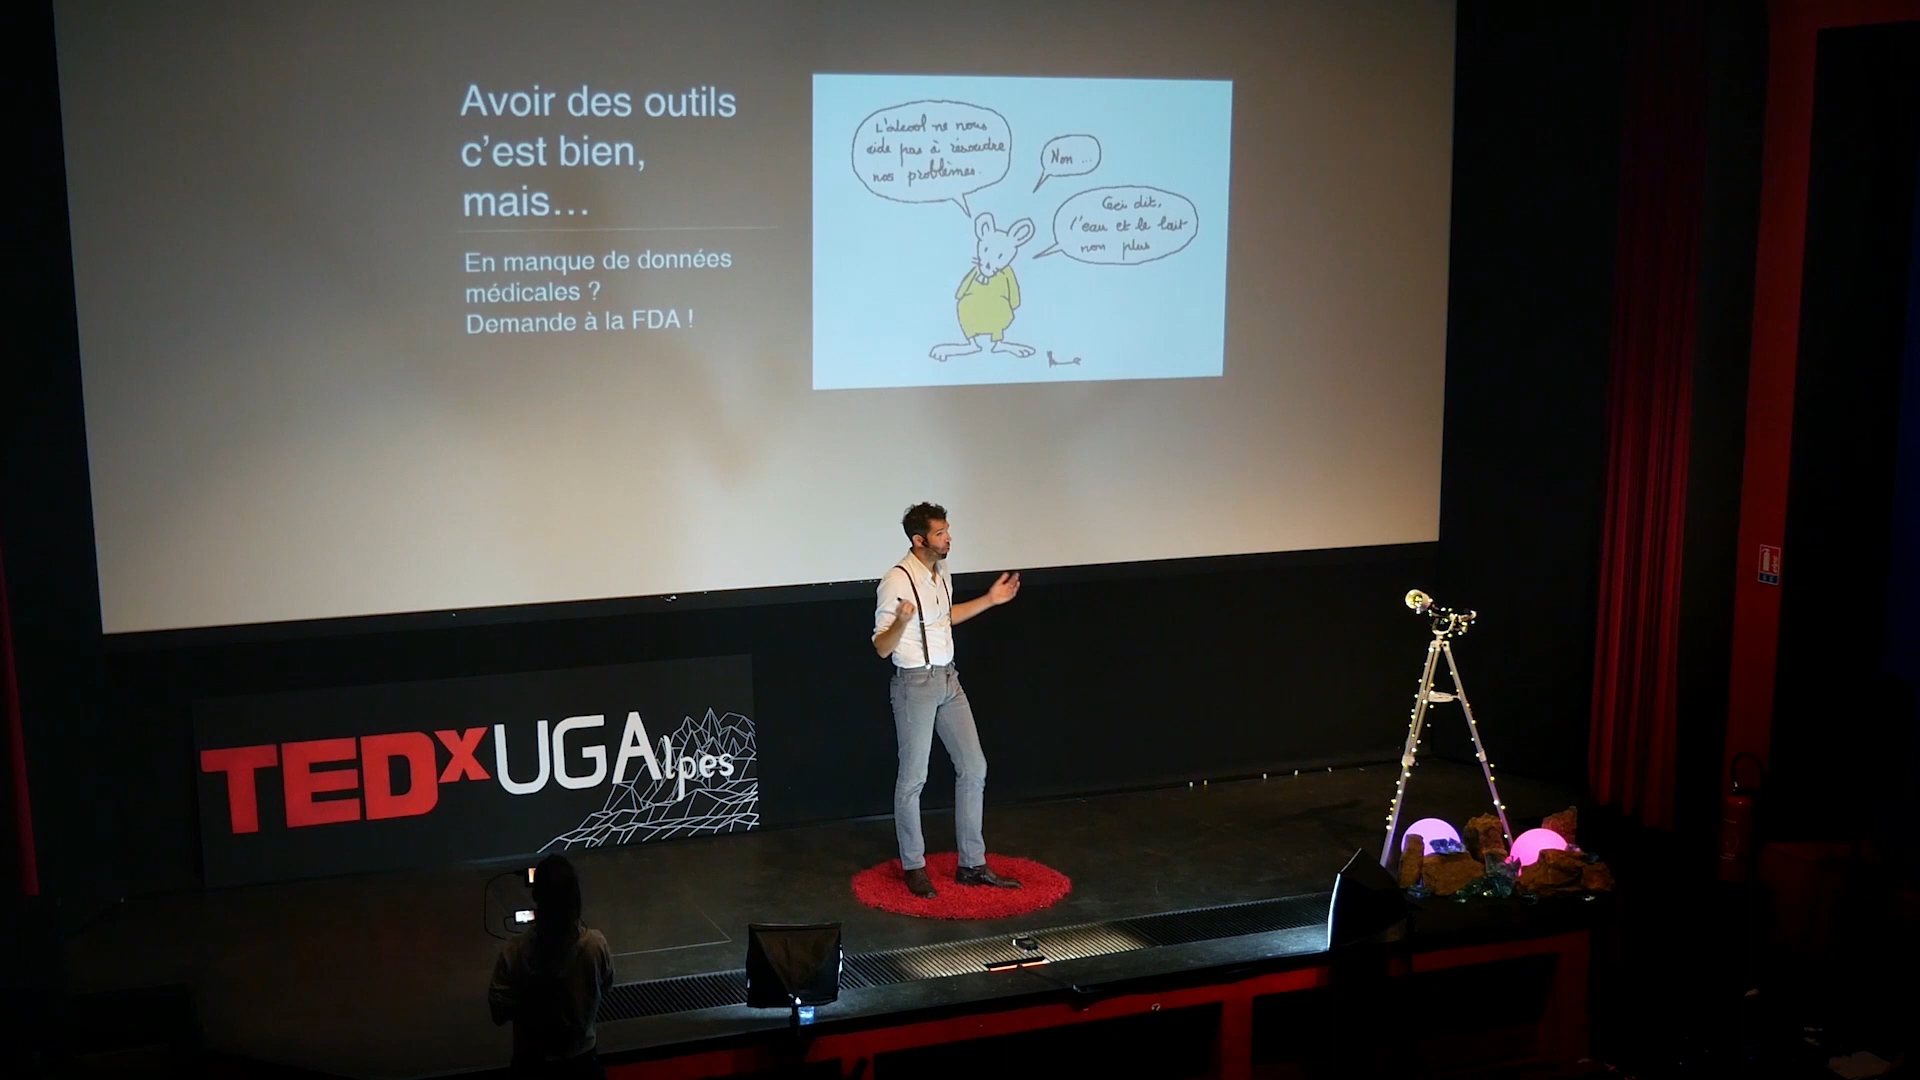 Avoir des outils
c’est bien,
mais…
En manque de données
médicales ?
Demande à la FDA !
L'alcool ne nous
aide pas à résoudre
nos problèmes.
Non ...
Ceci dit,
l'eau et le lait
non plus
TEDxUGAlpes